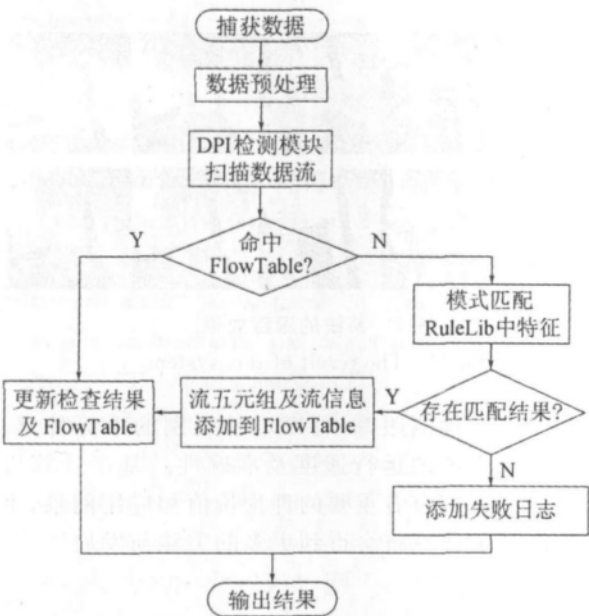 捕获数据
数据预处理
DPI检测模块
扫描数据流
Y
N
命中
FlowTable?
模式匹配
RuleLib中特征
更新检查结果
及FlowTable
流五元组及流信息
添加到FlowTable
Y
存在匹配结果?
N
添加失败日志
输出结果